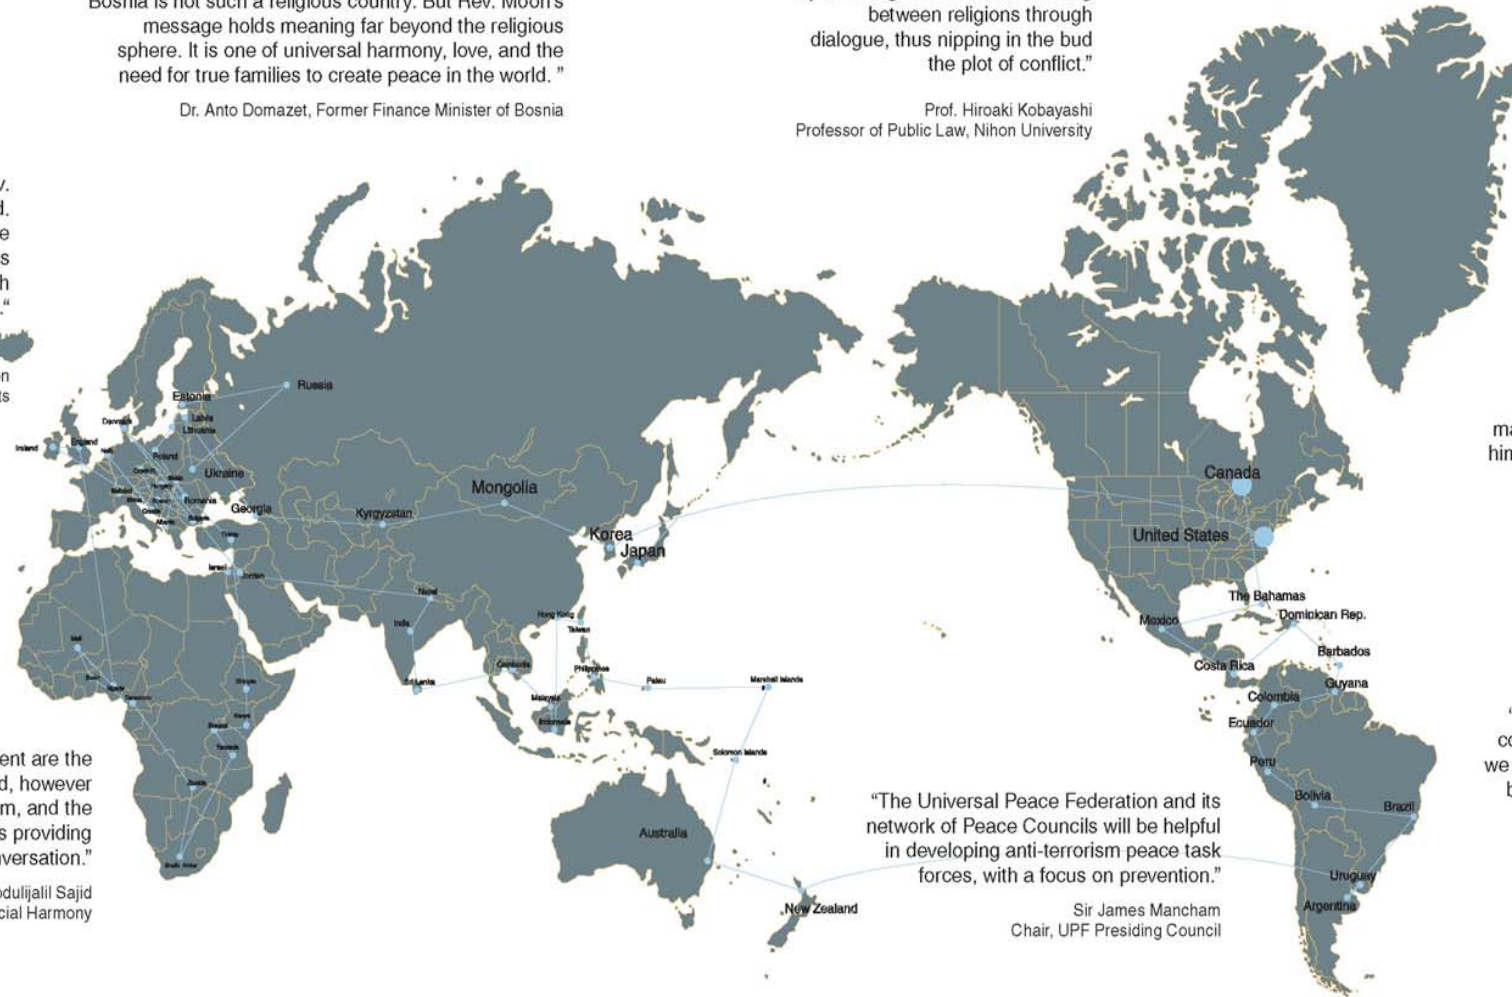 Bosnia is not such a religious country. But Rev. Moon's
message holds meaning far beyond the religious
sphere. It is one of universal harmony, love, and the
need for true families to create peace in the world. ”
Dr. Anto Domazet, Former Finance Minister of Bosnia
between religions through
dialogue, thus nipping in the bud
the plot of conflict.”
Prof. Hiroaki Kobayashi
Professor of Public Law, Nihon University
Russia
Estonia
Latvia
Lithuania
Denmark
Ireland
England
Poland
Ukraine
Romania
Georgia
Kyrgyzstan
Mongolia
Korea
Japan
Turkey
Israel
Jordan
Nepal
India
Sri Lanka
Hong Kong
Taiwan
Cambodia
Philippines
Malaysia
Indonesia
Palau
Marshall Islands
Solomon Islands
Australia
New Zealand
Mali
Ethiopia
Kenya
Zambia
South Africa
Canada
United States
The Bahamas
Mexico
Dominican Rep.
Barbados
Costa Rica
Guyana
Colombia
Ecuador
Peru
Bolivia
Brazil
Uruguay
Argentina
ent are the
d, however
m, and the
s providing
versation.”
dulijalil Sajid
cial Harmony
“The Universal Peace Federation and its
network of Peace Councils will be helpful
in developing anti-terrorism peace task
forces, with a focus on prevention.”
Sir James Mancham
Chair, UPF Presiding Council